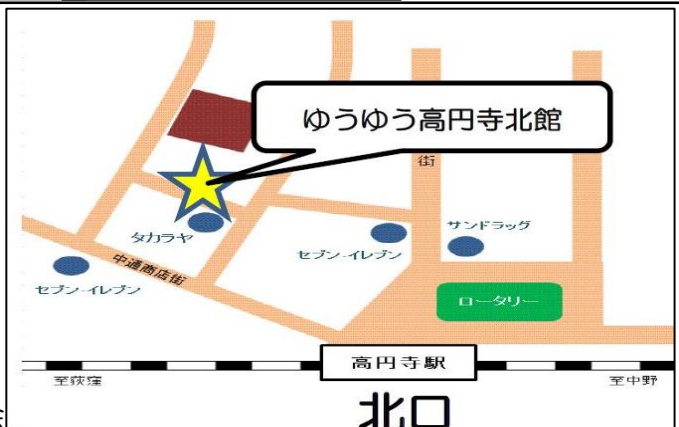 ゆうゆう高円寺北館
街
サンドラッグ
タカラヤ
セブン-イレブン
中通商店街
セブン-イレブン
ロータリー
高円寺駅
至荻窪
至中野
北口